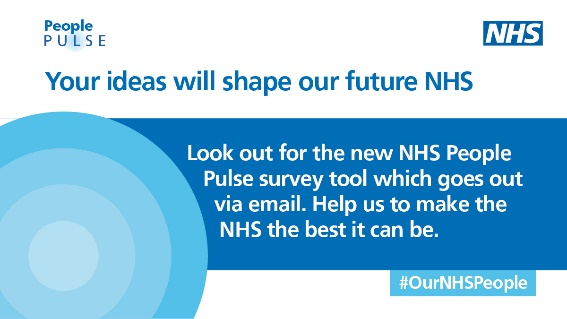 People
PULSE
NHS
Your ideas will shape our future NHS
Look out for the new NHS People
Pulse survey tool which goes out
via email. Help us to make the
NHS the best it can be.
#OurNHSPeople